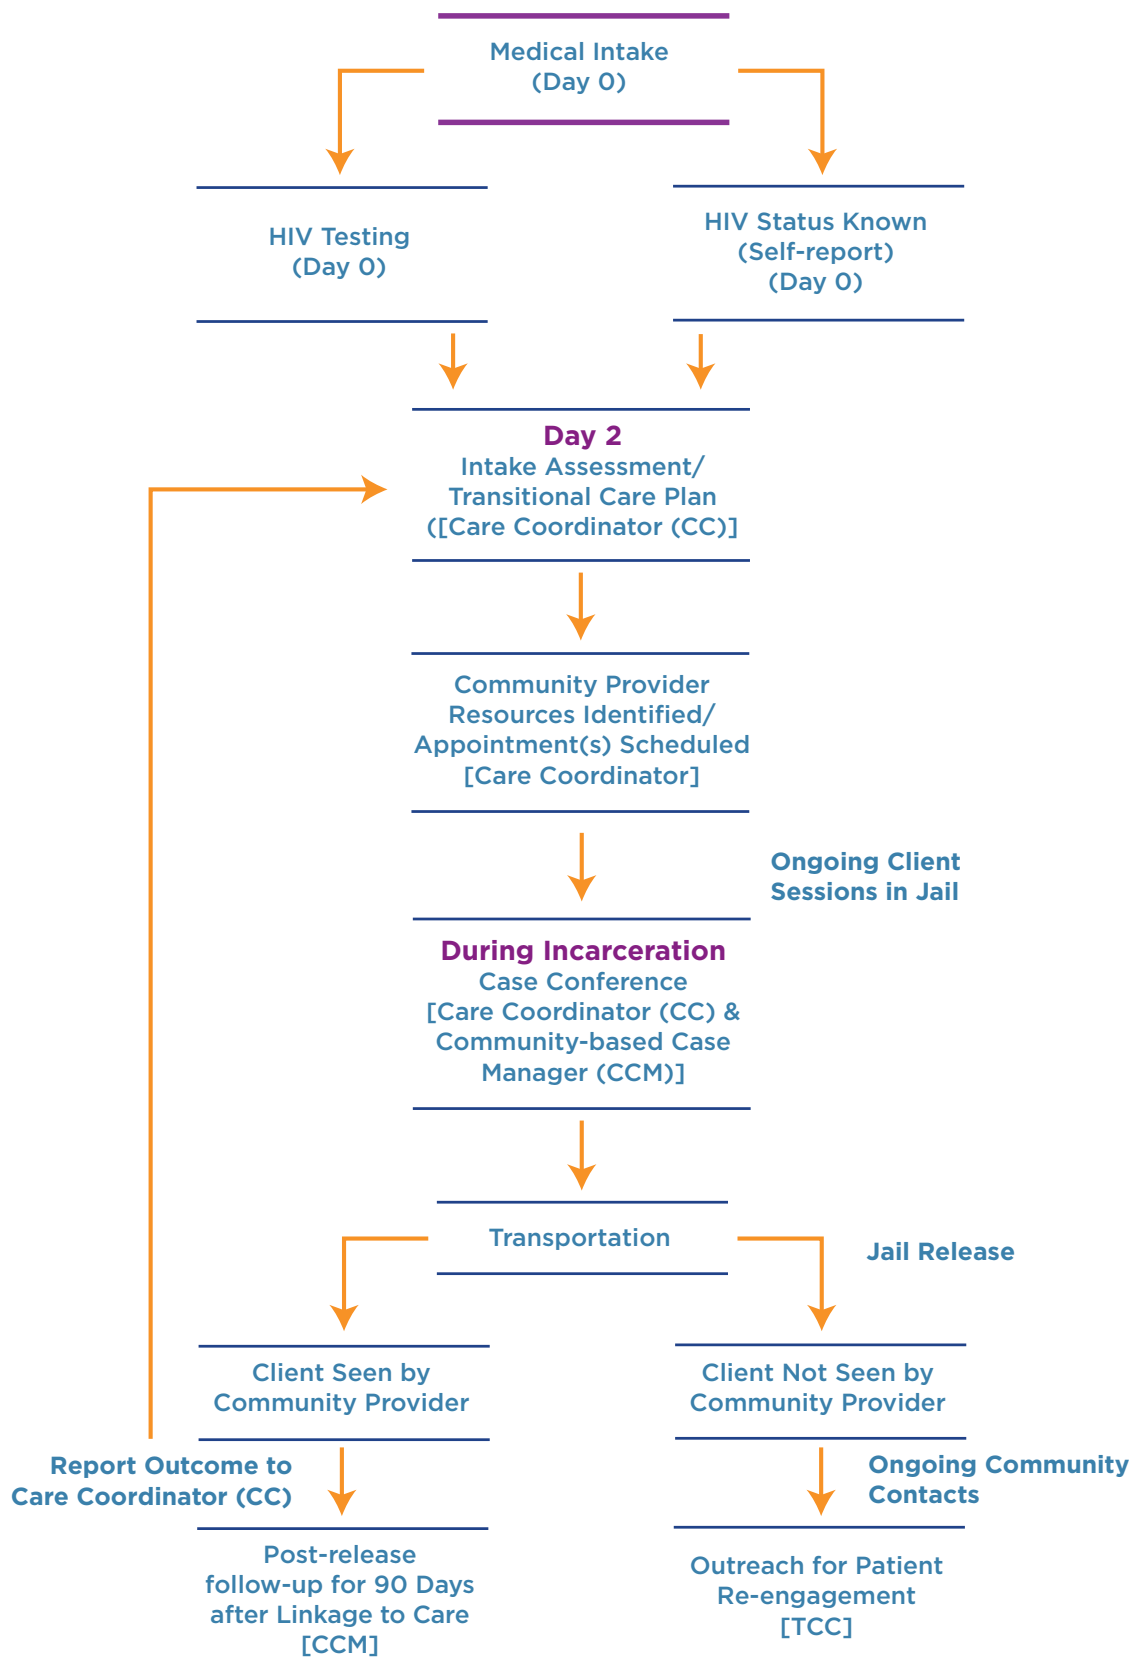 Medical Intake
(Day 0)
HIV Testing
(Day 0)
HIV Status Known
(Self-report)
(Day 0)
Day 2
Intake Assessment/
Transitional Care Plan
([Care Coordinator (CC)]
Community Provider
Resources Identified/
Appointment(s) Scheduled
[Care Coordinator]
Ongoing Client
Sessions in Jail
During Incarceration
Case Conference
[Care Coordinator (CC) &
Community-based Case
Manager (CCM)]
Transportation
Jail Release
Client Seen by
Community Provider
Client Not Seen by
Community Provider
Report Outcome to
Care Coordinator (CC)
Ongoing Community
Contacts
Post-release
follow-up for 90 Days
after Linkage to Care
[CCM]
Outreach for Patient
Re-engagement
[TCC]